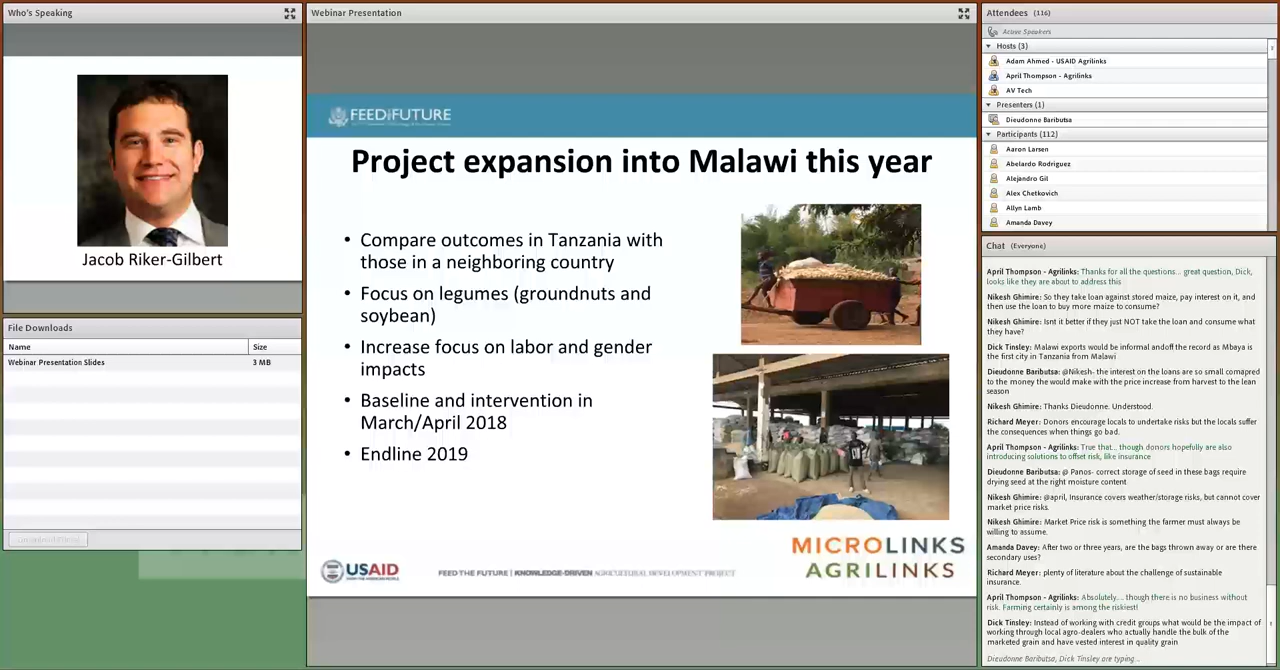 Who's Speaking
Jacob Riker-Gilbert
File Downloads
Name
Size
Webinar Presentation Slides
3 MB
Webinar Presentation
FEED THE FUTURE
Project expansion into Malawi this year
• Compare outcomes in Tanzania with
those in a neighboring country
• Focus on legumes (groundnuts and
soybean)
• Increase focus on labor and gender
impacts
• Baseline and intervention in
March/April 2018
• Endline 2019
USAID
FEED THE FUTURE | KNOWLEDGE-DRIVEN AGRICULTURAL DEVELOPMENT PROJECT
MICROLINKS
AGRILINKS
Attendees (116)
Active Speakers
Hosts (3)
Adam Ahmed - USAID Agrilinks
April Thompson - Agrilinks
AV Tech
Presenters (1)
Dieudonne Baributsa
Participants (112)
Aaron Larsen
Abelardo Rodriguez
Alejandro Gil
Alex Chetkovich
Allyn Lamb
Amanda Davey
Chat (Everyone)
April Thompson - Agrilinks: Thanks for all the questions... great question, Dick,
looks like they are about to address this
Nikesh Ghimire: So they take loan against stored maize, pay interest on it, and
then use the loan to buy more maize to consume?
Nikesh Ghimire: Isnt it better if they just NOT take the loan and consume what
they have?
Dick Tinsley: Malawi exports would be informal andoff the record as Mbaya is
the first city in Tanzania from Malawi
Dieudonne Baributsa: @Nikesh- the interest on the loans are so small comapred
to the money the would make with the price increase from harvest to the lean
season
Nikesh Ghimire: Thanks Dieudonne. Understood.
Richard Meyer: Donors encourage locals to undertake risks but the locals suffer
the consequences when things go bad.
April Thompson - Agrilinks: True that... though donors hopefully are also
introducing solutions to offset risk, like insurance
Dieudonne Baributsa: @ Panos- correct storage of seed in these bags require
drying seed at the right moisture content
Nikesh Ghimire: @april, Insurance covers weather/storage risks, but cannot cover
market price risks.
Nikesh Ghimire: Market Price risk is something the farmer must always be
willing to assume.
Amanda Davey: After two or three years, are the bags thrown away or are there
secondary uses?
Richard Meyer: plenty of literature about the challenge of sustainable
insurance.
April Thompson - Agrilinks: Absolutely.... though there is no business without
risk. Farming certainly is among the riskiest!
Dick Tinsley: Instead of working with credit groups what would be the impact of
working through local agro-dealers who actually handle the bulk of the
marketed grain and have vested interest in quality grain
Dieudonne Baributsa, Dick Tinsley are typing...